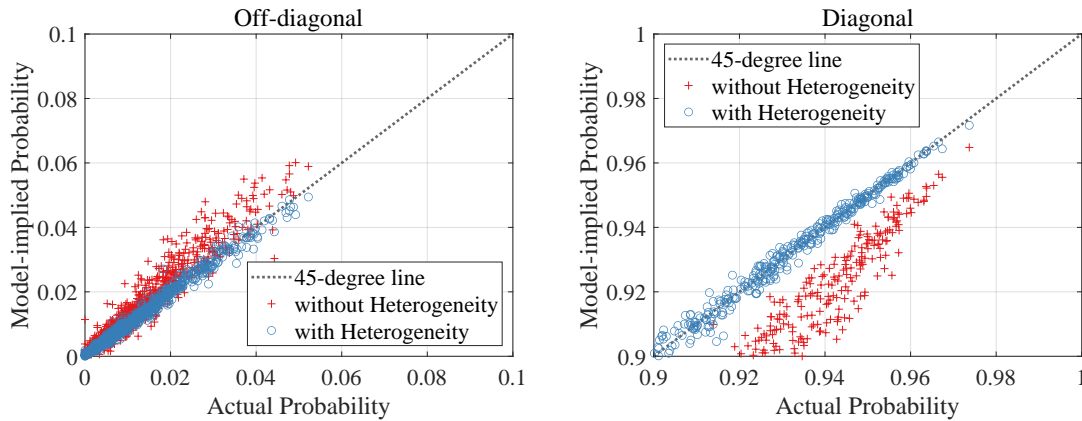 Off-diagonal
0.1
0.08
0.06
0.04
0.02
0
Model-implied Probability
45-degree line
without Heterogeneity
with Heterogeneity
0
0.02
0.04
0.06
0.08
0.1
Actual Probability
Diagonal
1
0.98
0.96
0.94
0.92
0.9
Model-implied Probability
45-degree line
without Heterogeneity
with Heterogeneity
0.9
0.92
0.94
0.96
0.98
1
Actual Probability